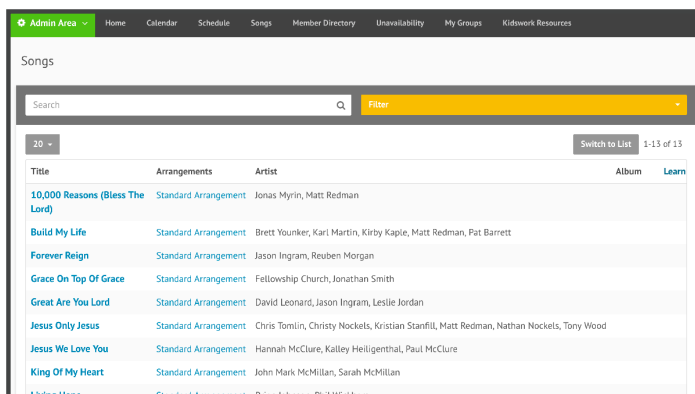 Admin Area Home Calendar Schedule Songs Member Directory Unavailability My Groups Kidswork Resources
Songs
Search Filter
20 Switch to List 1-13 of 13
Title Arrangements Artist Album Learn
10,000 Reasons (Bless The Lord) Standard Arrangement Jonas Myrin, Matt Redman
Build My Life Standard Arrangement Brett Younker, Karl Martin, Kirby Kaple, Matt Redman, Pat Barrett
Forever Reign Standard Arrangement Jason Ingram, Reuben Morgan
Grace On Top Of Grace Standard Arrangement Fellowship Church, Jonathan Smith
Great Are You Lord Standard Arrangement David Leonard, Jason Ingram, Leslie Jordan
Jesus Only Jesus Standard Arrangement Chris Tomlin, Christy Nockels, Kristian Stanfill, Matt Redman, Nathan Nockels, Tony Wood
Jesus We Love You Standard Arrangement Hannah McClure, Kalley Heiligenthal, Paul McClure
King Of My Heart Standard Arrangement John Mark McMillan, Sarah McMillan